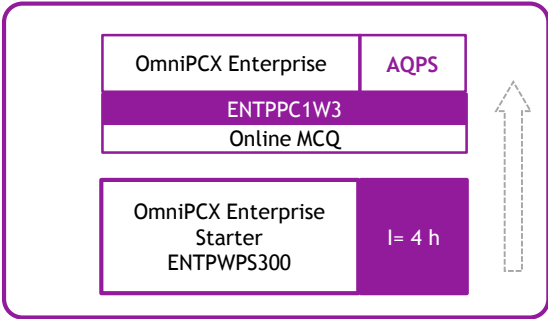 OmniPCX Enterprise AQPS
ENTPPC1W3
Online MCQ
OmniPCX Enterprise
Starter
ENTPWPS300
I= 4 h